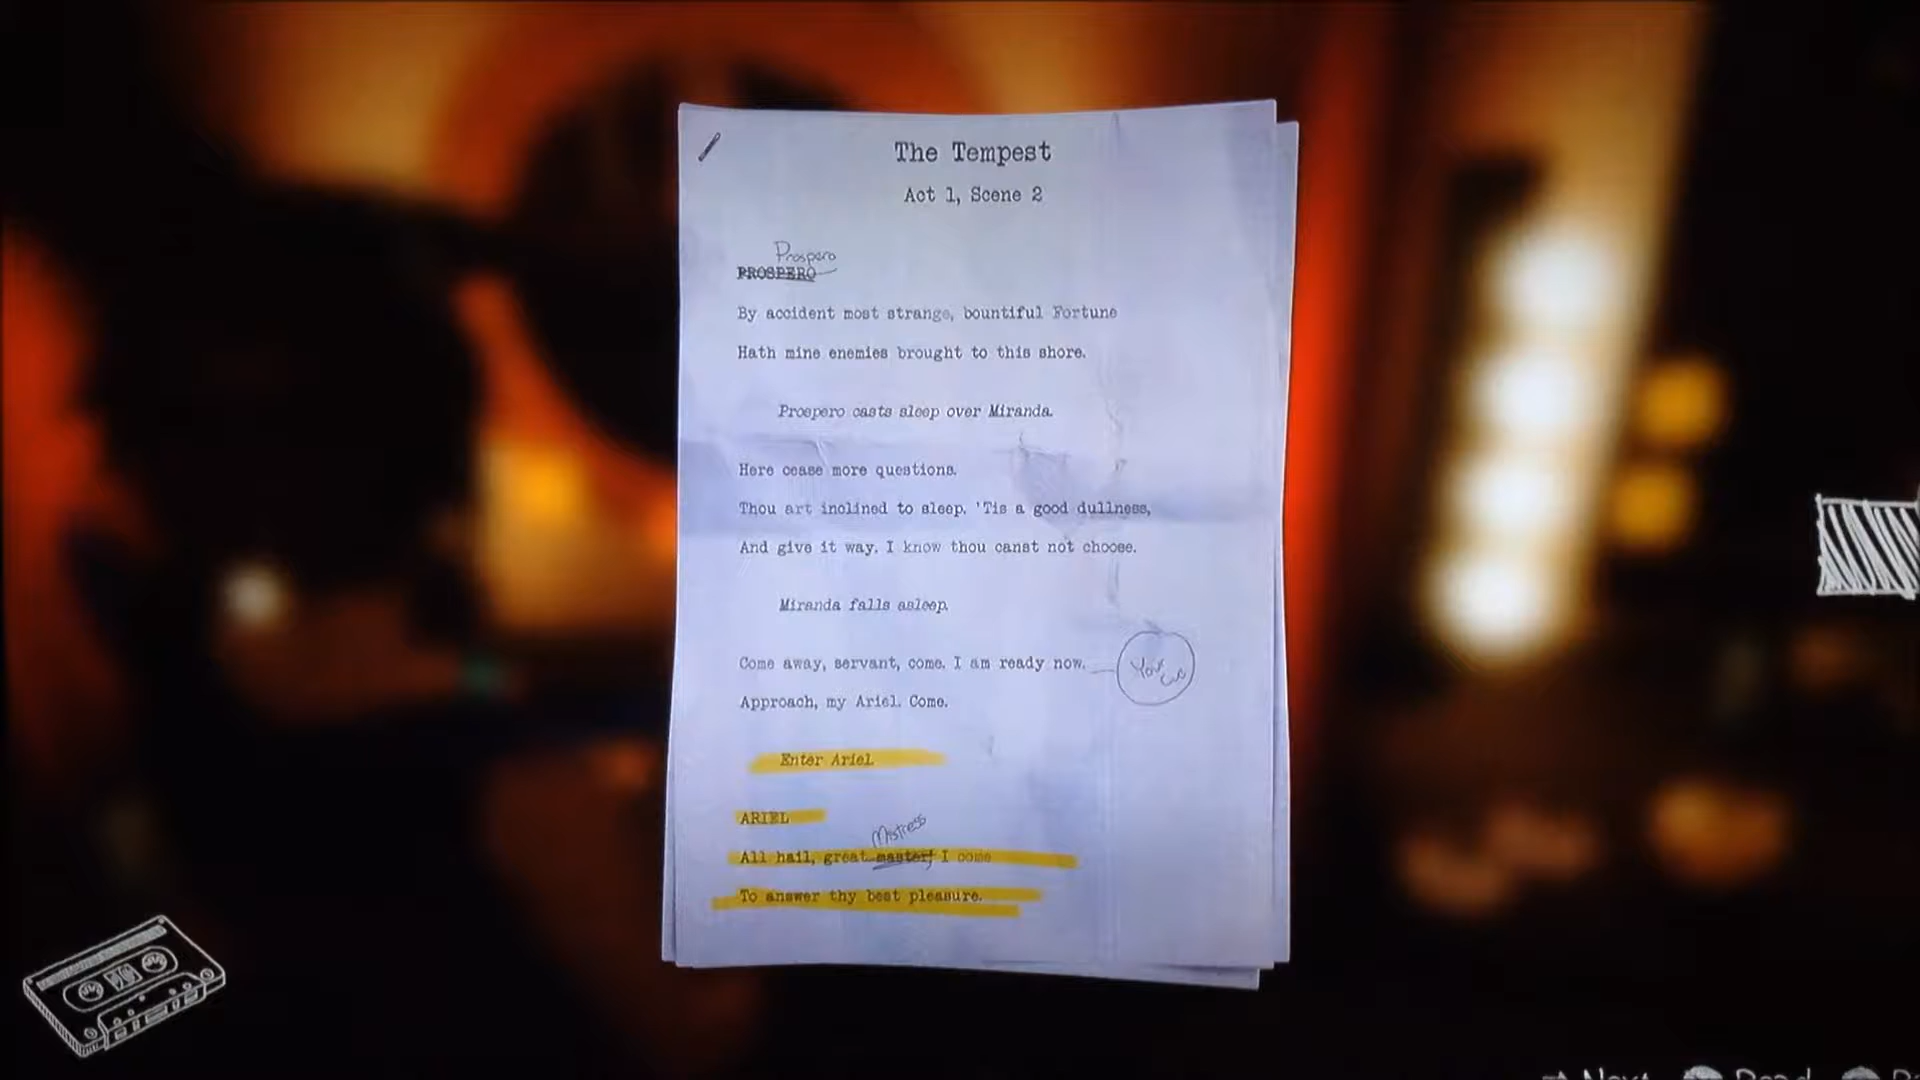 The Tempest
Act 1, Scene 2
Prospero
PROSPERO
By accident most strange, bountiful Fortune
Hath mine enemies brought to this shore.
Prospero casts sleep over Miranda.
Here cease more questions.
Thou art inclined to sleep. 'Tis a good dullness,
And give it way. I know thou canst not choose.
Miranda falls asleep.
Come away, servant, come. I am ready now.
Your cue
Approach, my Ariel. Come.
Enter Ariel
ARIEL
Mistress
All hail, great master, I come
To answer thy best pleasure.